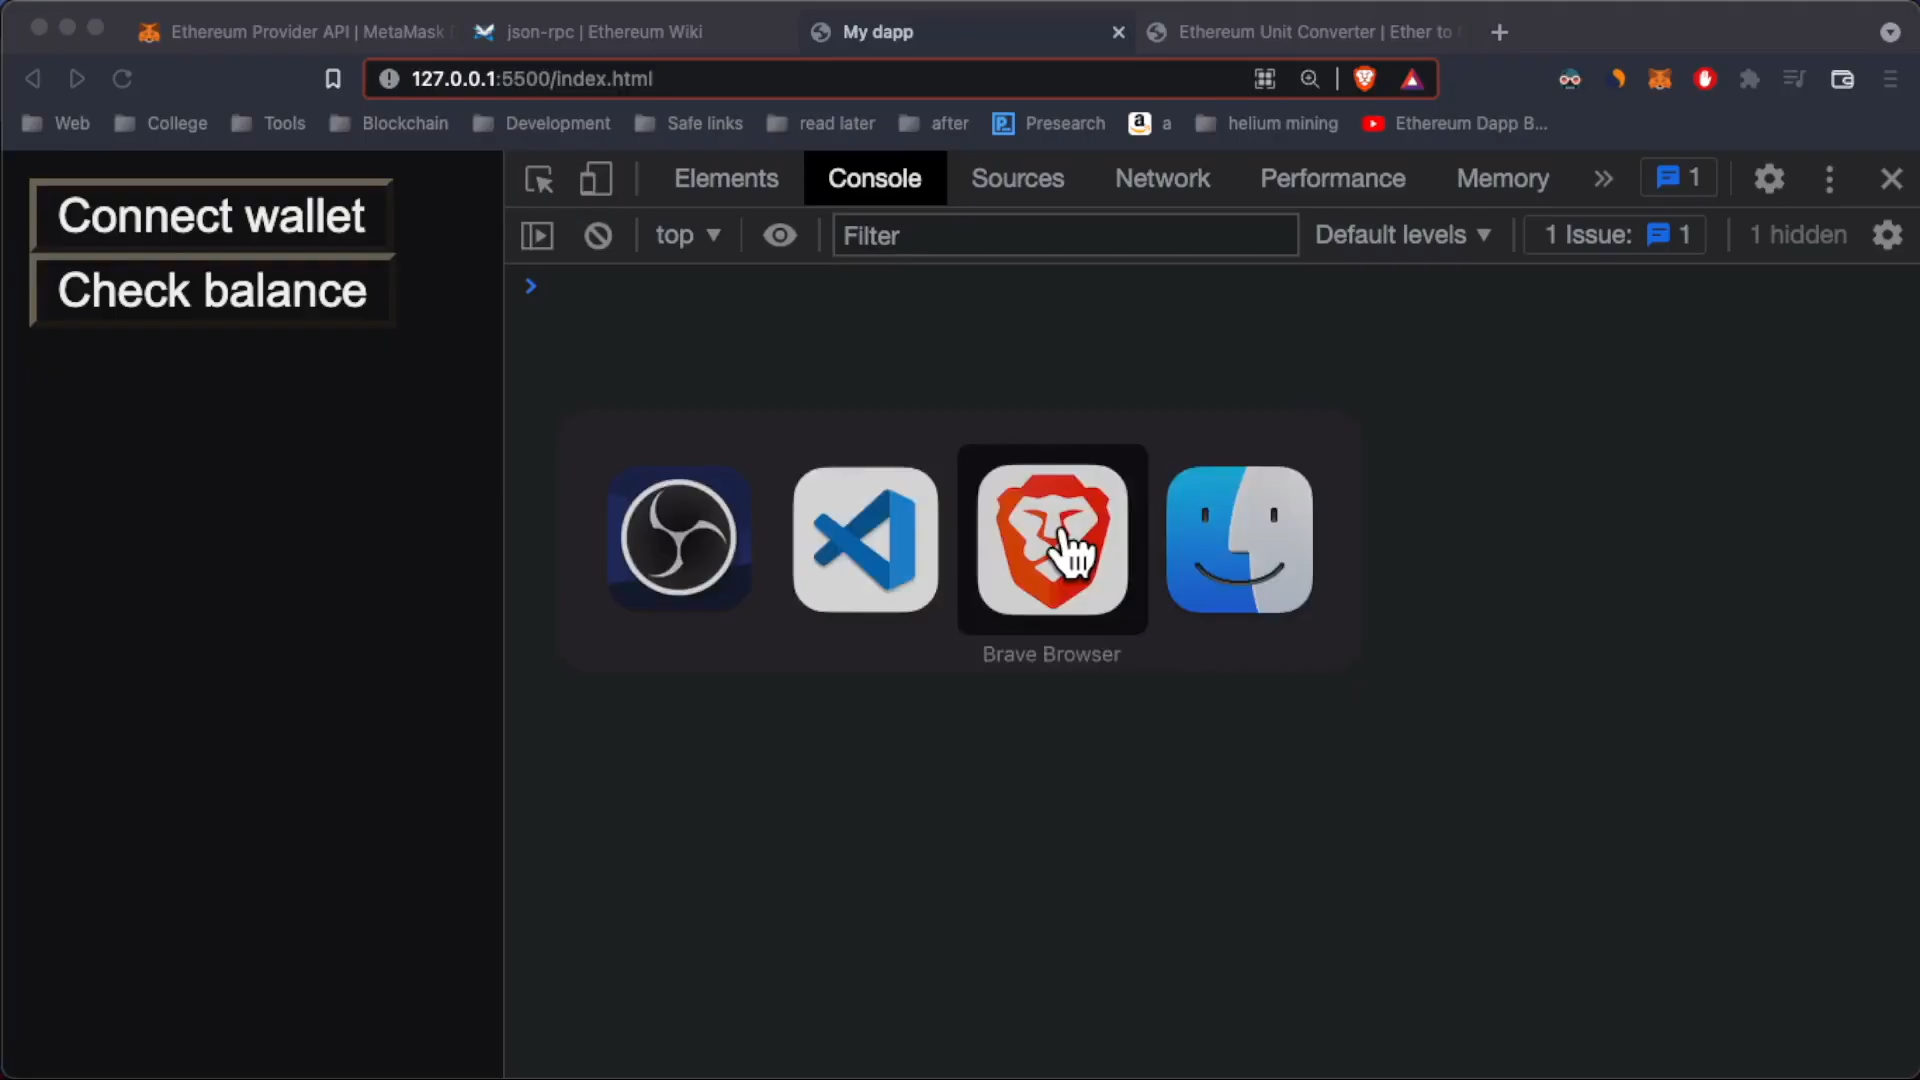 Ethereum Provider API | MetaMask
json-rpc | Ethereum Wiki
My dapp
Ethereum Unit Converter | Ether to
127.0.0.1:5500/index.html
Web
College
Tools
Blockchain
Development
Safe links
read later
after
Presearch
a
helium mining
Ethereum Dapp B...
Connect wallet
Check balance
Elements
Console
Sources
Network
Performance
Memory
1
top
Filter
Default levels
1 Issue: 1
1 hidden
Brave Browser